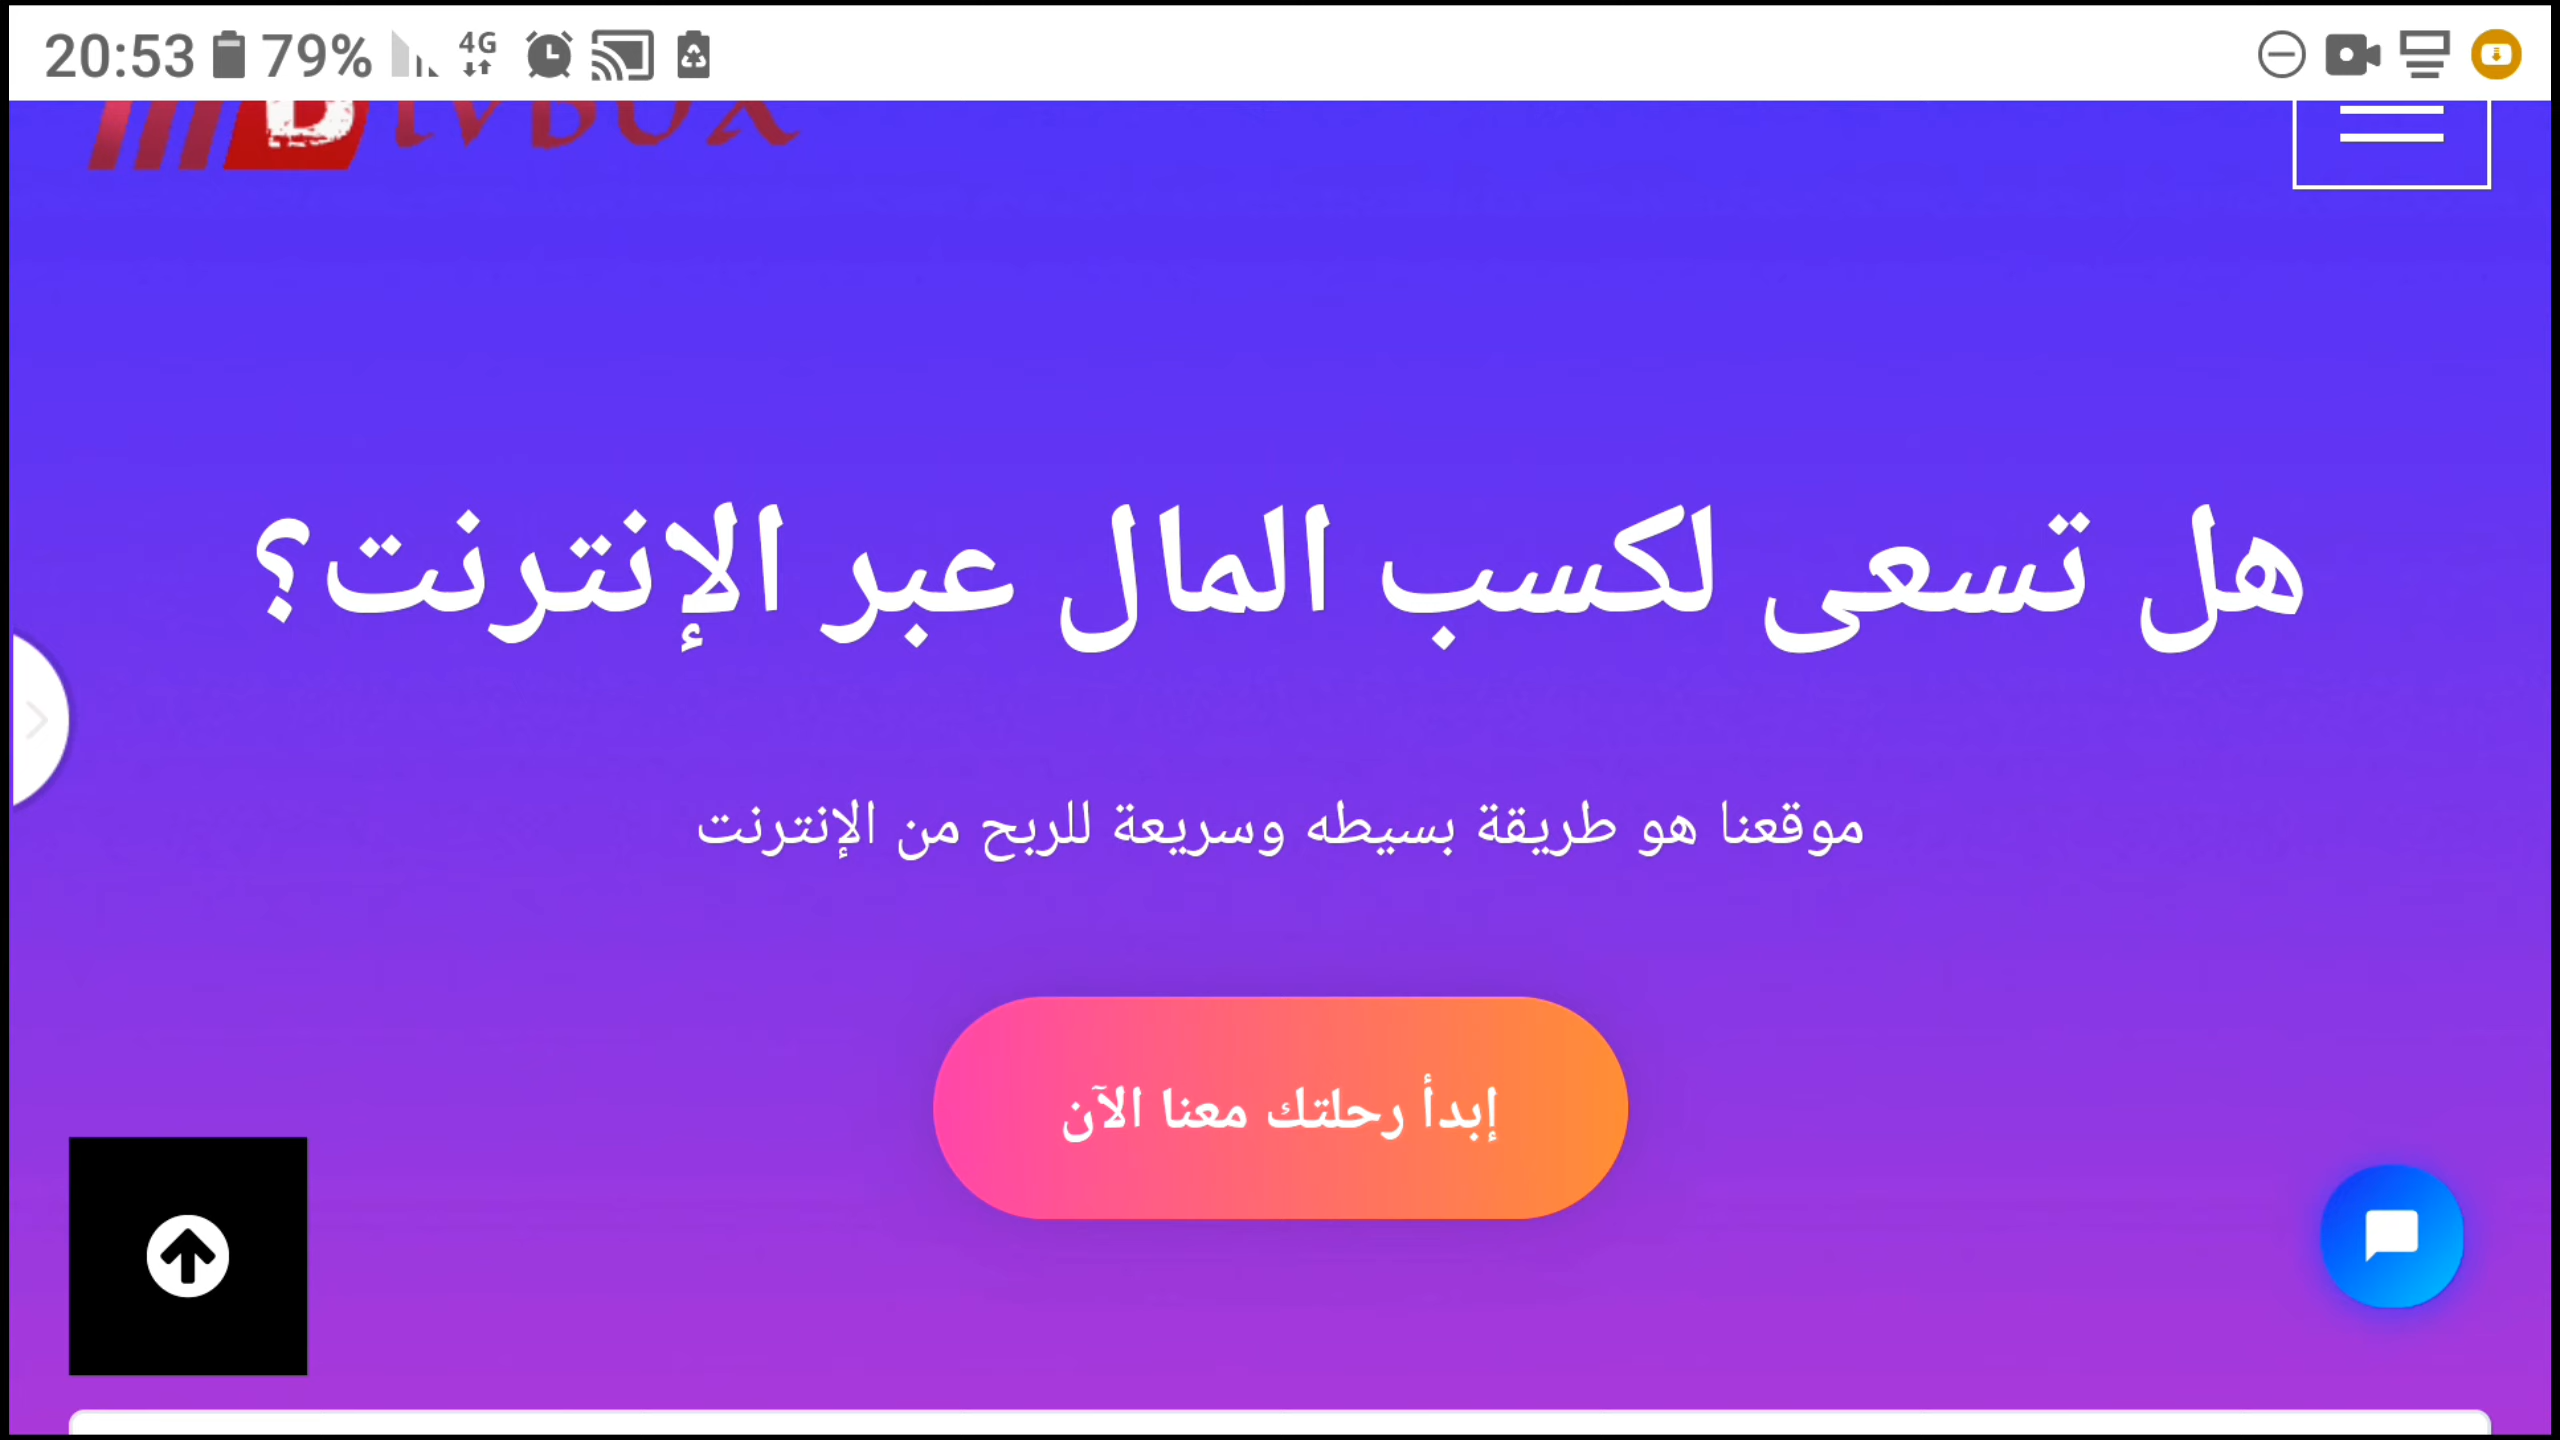 20:53 79% 4G
هل تسعى لكسب المال عبر الإنترنت؟
موقعنا هو طريقة بسيطه وسريعة للربح من الإنترنت
إبدأ رحلتك معنا الآن